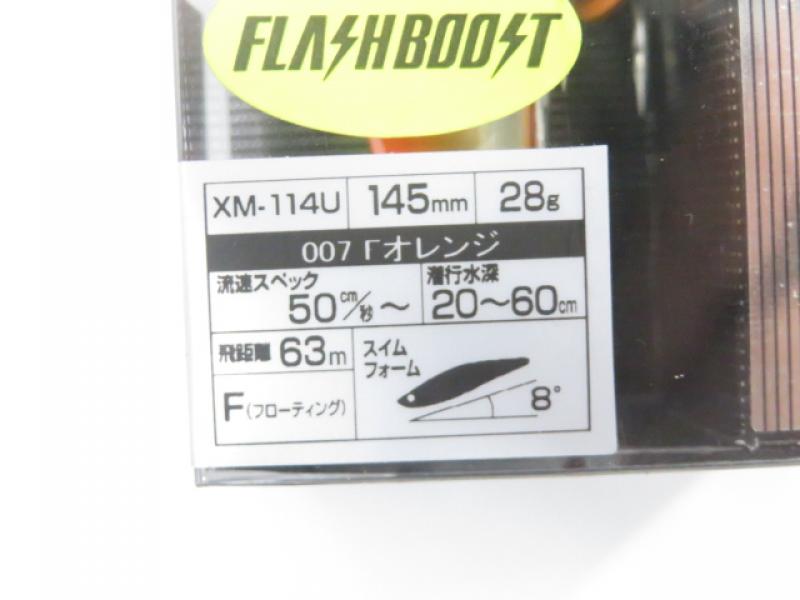 FLASHBOOST
XM-114U 145mm 28g
007 Γオレンジ
流速スペック 潜行水深
50cm/秒～ 20～60cm
飛距離 63m スイム
フォーム
F(フローティング) 8°